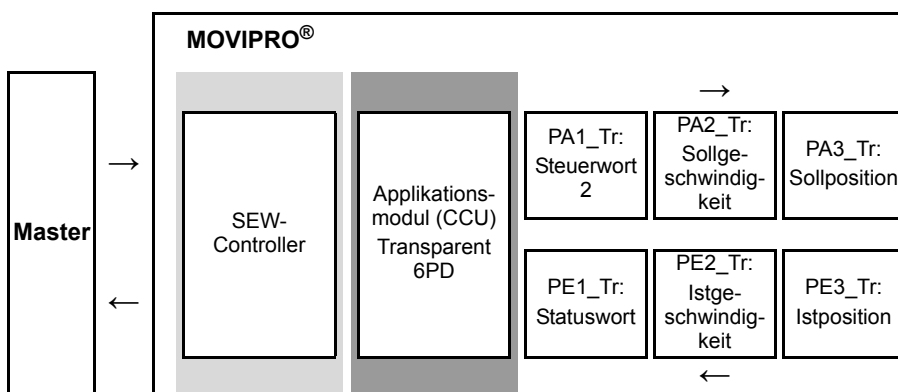 MOVIPRO®
→
←
Master
SEW-
Controller
Applikations-
modul (CCU)
Transparent
6PD
→
PA1_Tr:
Steuerwort
2
PA2_Tr:
Sollge-
schwindig-
keit
PA3_Tr:
Sollposition
PE1_Tr:
Statuswort
PE2_Tr:
Istge-
schwindig-
keit
PE3_Tr:
Istposition
←